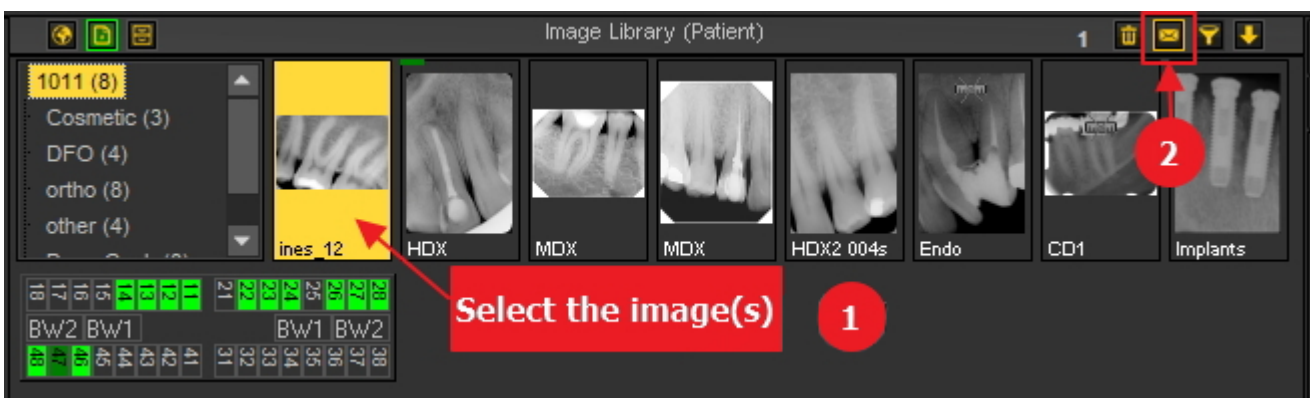 Image Library (Patient)
1
1011 (8)
Cosmetic (3)
DFO (4)
ortho (8)
other (4)
ines_12
HDX
MDX
MDX
HDX2 004s
Endo
CD1
Implants
2
Select the image(s)
1
18 17 16 15 14 13 12 11 21 22 23 24 25 26 27 28
BW2 BW1 BW1 BW2
48 47 46 45 44 43 42 41 31 32 33 34 35 36 37 38